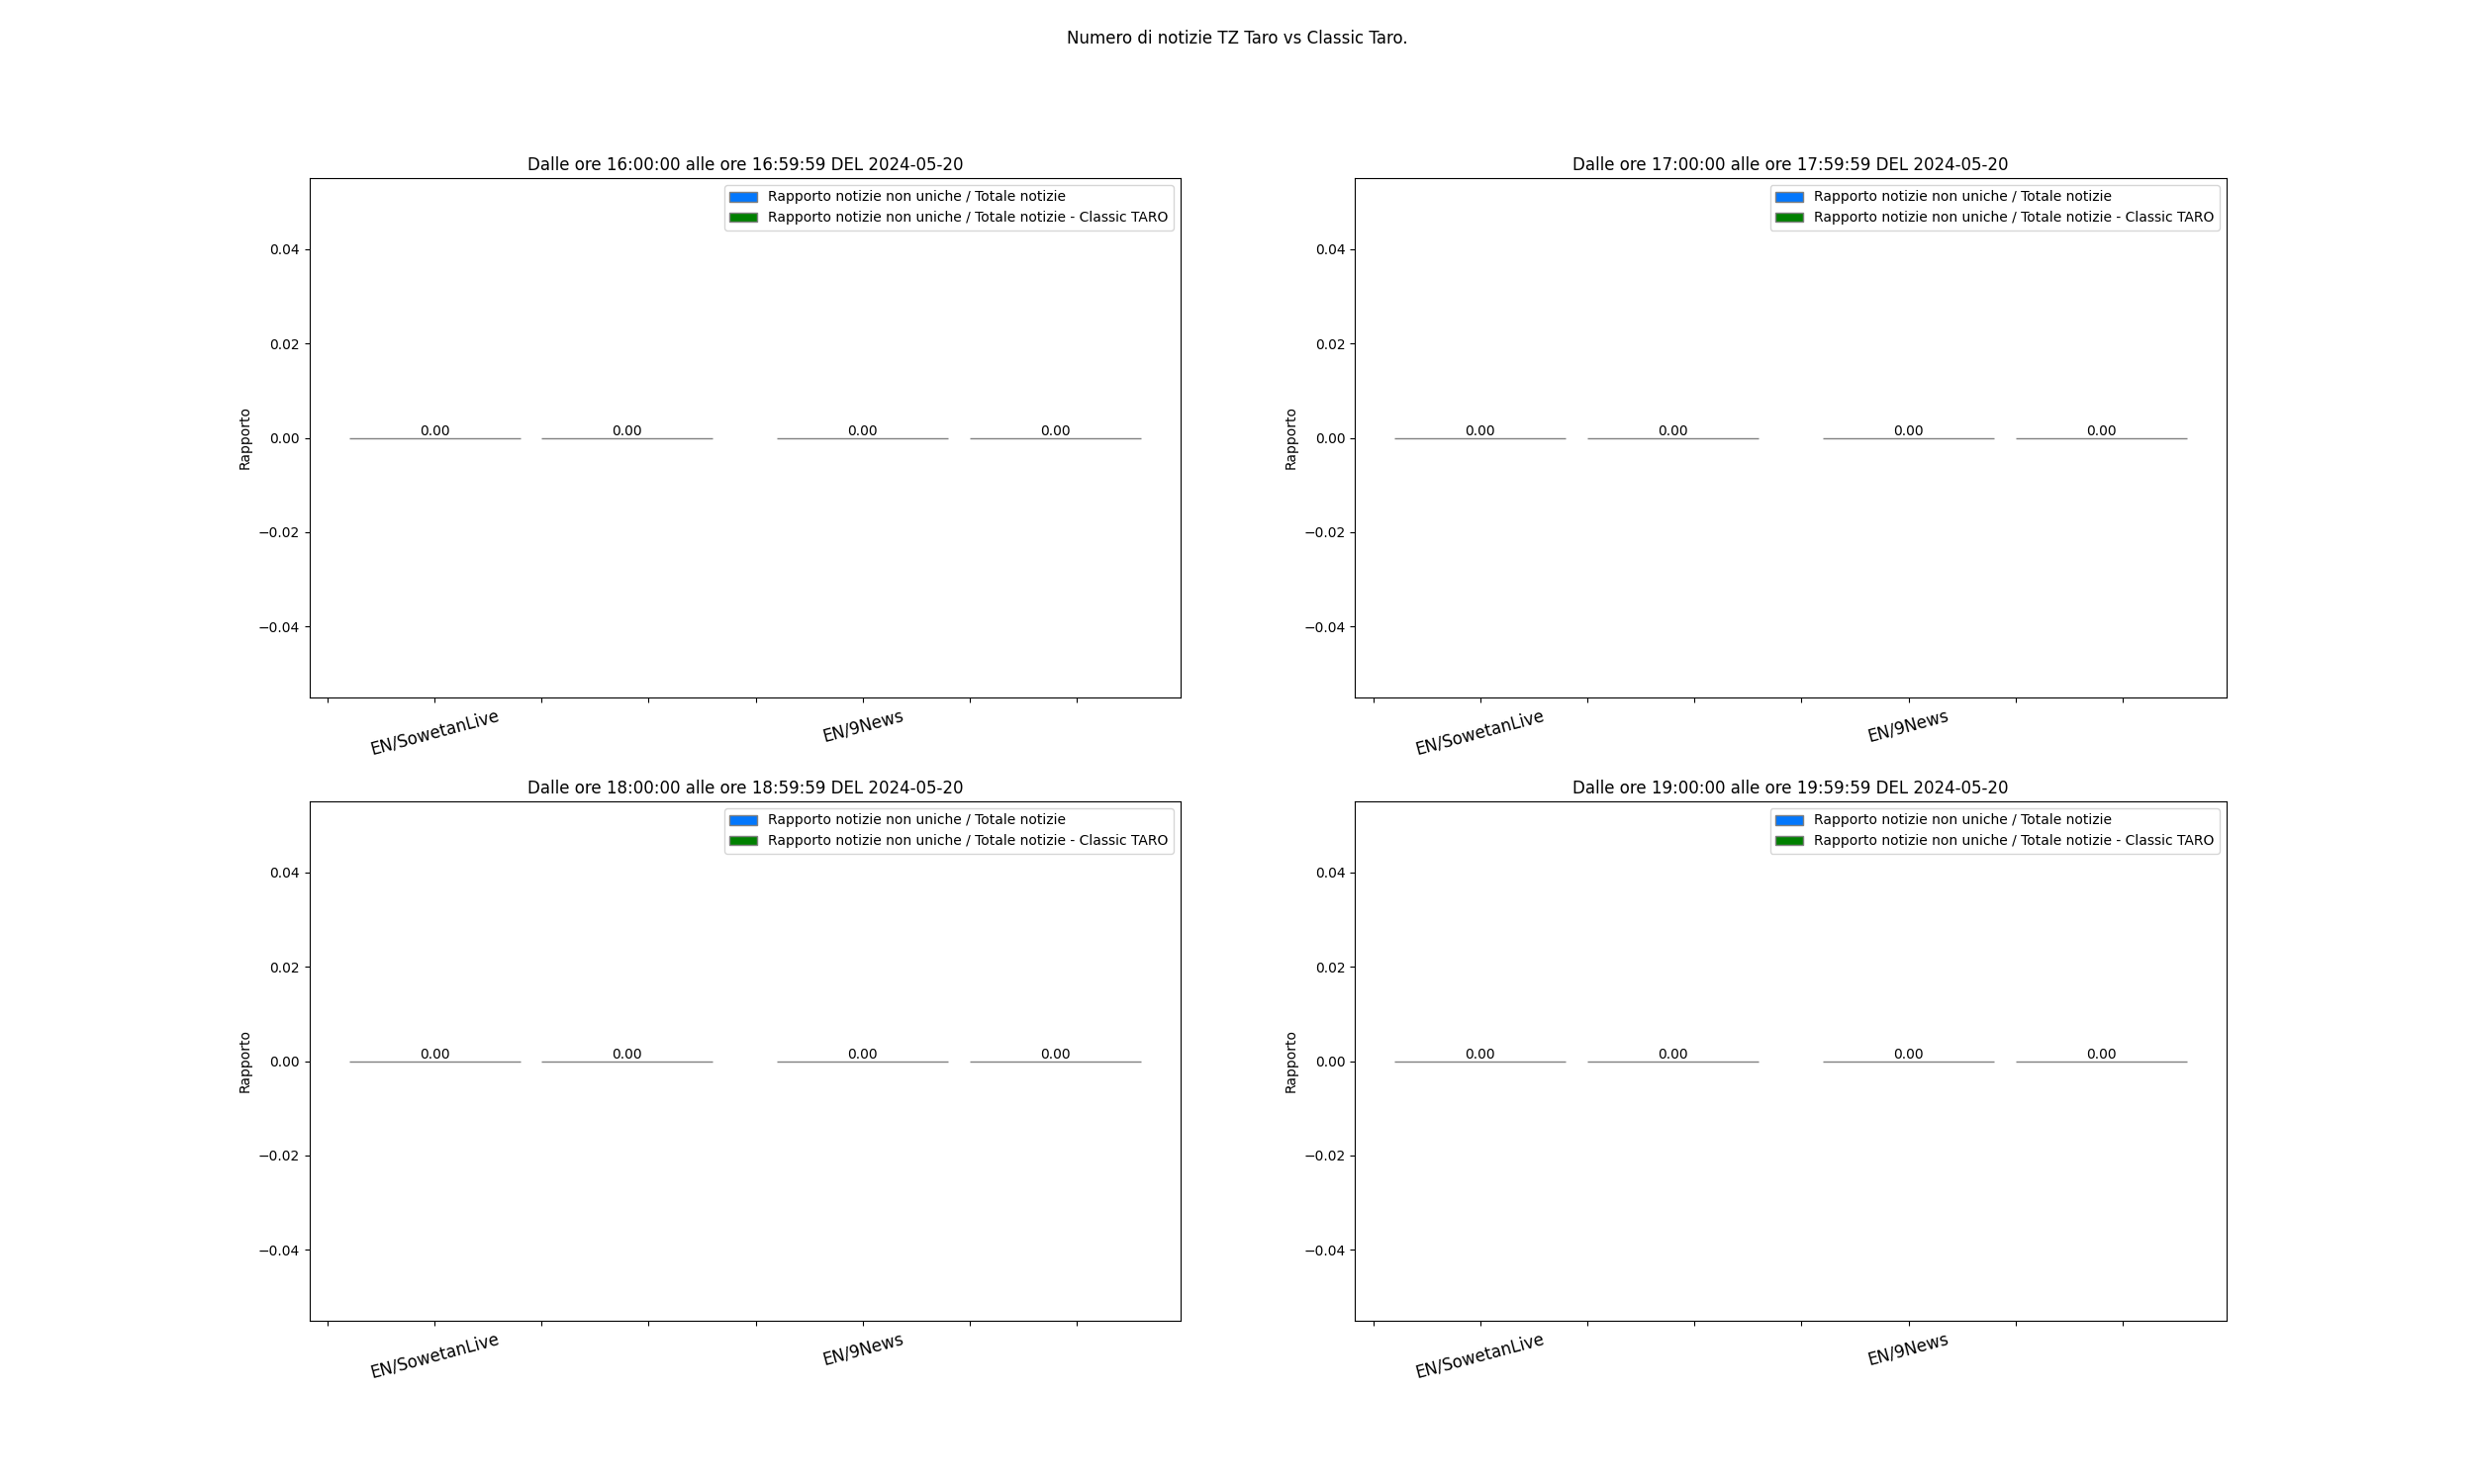 Numero di notizie TZ Taro vs Classic Taro.
Dalle ore 16:00:00 alle ore 16:59:59 DEL 2024-05-20
Rapporto notizie non uniche / Totale notizie
Rapporto notizie non uniche / Totale notizie - Classic TARO
0.04
0.02
0.00
−0.02
−0.04
Rapporto
0.00 0.00 0.00 0.00
EN/SowetanLive EN/9News
Dalle ore 17:00:00 alle ore 17:59:59 DEL 2024-05-20
Rapporto notizie non uniche / Totale notizie
Rapporto notizie non uniche / Totale notizie - Classic TARO
0.04
0.02
0.00
−0.02
−0.04
Rapporto
0.00 0.00 0.00 0.00
EN/SowetanLive EN/9News
Dalle ore 18:00:00 alle ore 18:59:59 DEL 2024-05-20
Rapporto notizie non uniche / Totale notizie
Rapporto notizie non uniche / Totale notizie - Classic TARO
0.04
0.02
0.00
−0.02
−0.04
Rapporto
0.00 0.00 0.00 0.00
EN/SowetanLive EN/9News
Dalle ore 19:00:00 alle ore 19:59:59 DEL 2024-05-20
Rapporto notizie non uniche / Totale notizie
Rapporto notizie non uniche / Totale notizie - Classic TARO
0.04
0.02
0.00
−0.02
−0.04
Rapporto
0.00 0.00 0.00 0.00
EN/SowetanLive EN/9News